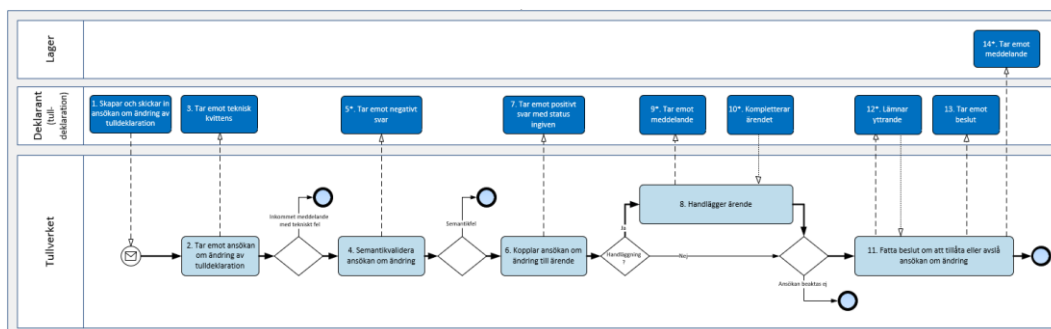 Lager
14*. Tar emot
meddelande
Deklarant
(tull-
deklaration)
1. Skapar och skickar in
ansökan om ändring av
tulldeklaration
3. Tar emot teknisk
kvittens
5*. Tar emot negativt
svar
7. Tar emot positivt
svar med status
ingiven
9*. Tar emot
meddelande
10*. Kompletterar
ärendet
12*. Lämnar
yttrande
13. Tar emot
beslut
Tullverket
2. Tar emot ansökan
om ändring av
tulldeklaration
Inkommet meddelande
med tekniskt fel
4. Semantikvalidera
ansökan om ändring
Semantikfel
6. Kopplar ansökan om
ändring till ärende
Handläggning
?
Ja
Nej
8. Handlägger ärende
Ansökan beaktas ej
11. Fatta beslut om att tillåta eller avslå
ansökan om ändring